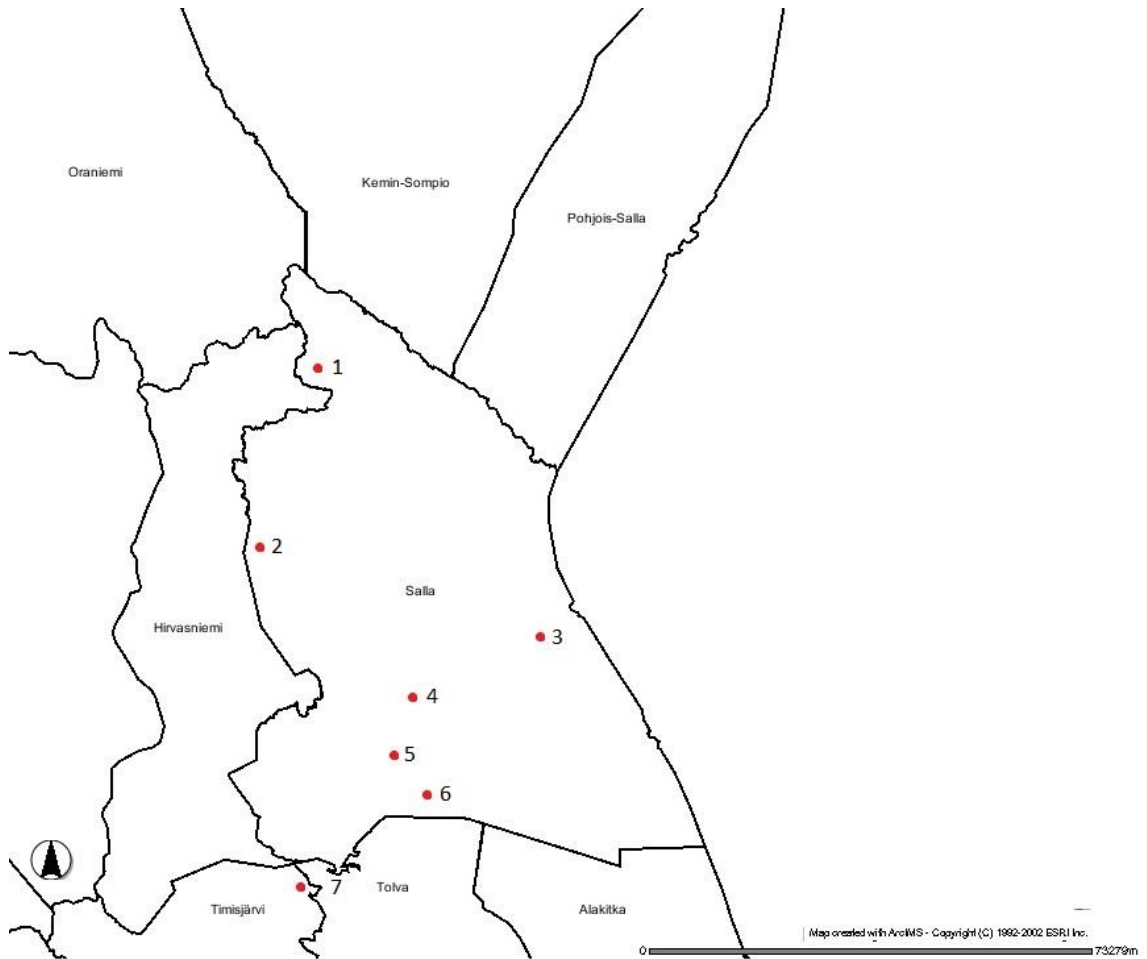 Oraniemi
Kemin-Sompio
Pohjois-Salla
1
2
Salla
Hirvasniemi
3
4
5
6
7
Tolva
Timisjärvi
Alakitka
Map created with ArcIMS - Copyright (C) 1992-2002 ESRI Inc.
0 73279m